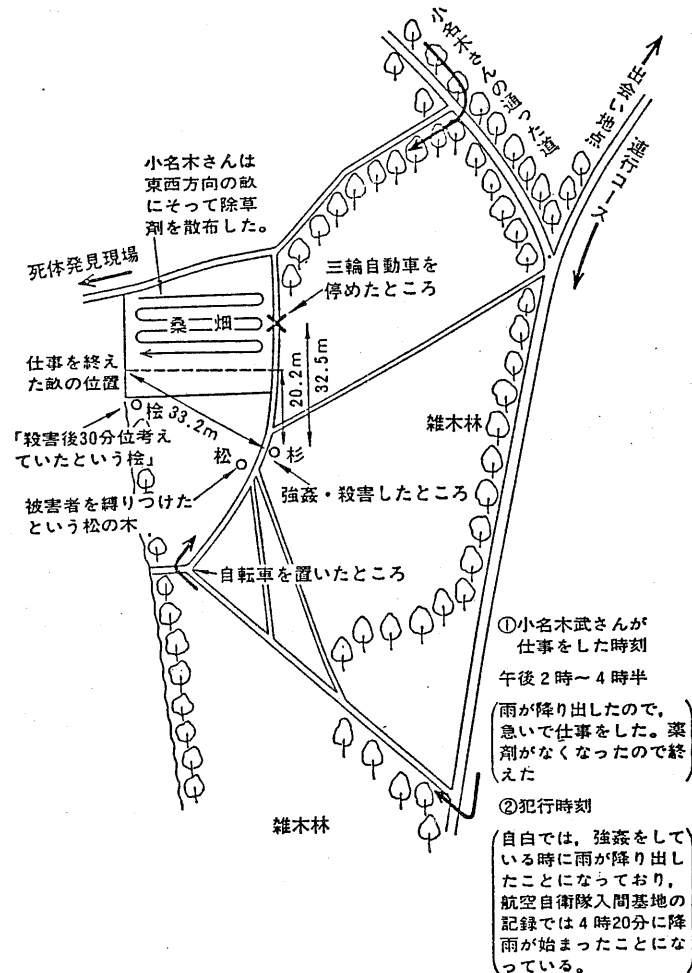 小名木さんの通った道
出会い地点
連行コース
小名木さんは
東西方向の畝
にそって除草
剤を散布した。
死体発見現場
三輪自動車を
停めたところ
桑畑
仕事を終え
た畝の位置
20.2m
32.5m
桧
33.2m
「殺害後30分位考え
ていたという桧」
雑木林
松
杉
強姦・殺害したところ
被害者を縛りつけた
という松の木
自転車を置いたところ
①小名木武さんが
仕事をした時刻
午後2時～4時半
(雨が降り出したので,
急いで仕事をした。薬
剤がなくなったので終
えた)
②犯行時刻
(自白では，強姦をして
いる時に雨が降り出し
たことになっており，
航空自衛隊入間基地の
記録では4時20分に降
雨が始まったことにな
っている。)
雑木林